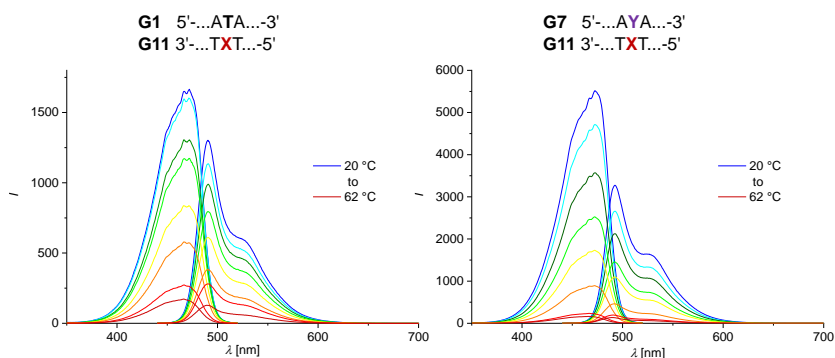 G1 5'-...ATA...-3'
G11 3'-...TXT...-5'
G7 5'-...AYA...-3'
G11 3'-...TXT...-5'
1500
1000
500
0
I
20 °C
to
62 °C
400
500
600
700
λ [nm]
6000
5000
4000
3000
2000
1000
0
I
20 °C
to
62 °C
400
500
600
700
λ [nm]